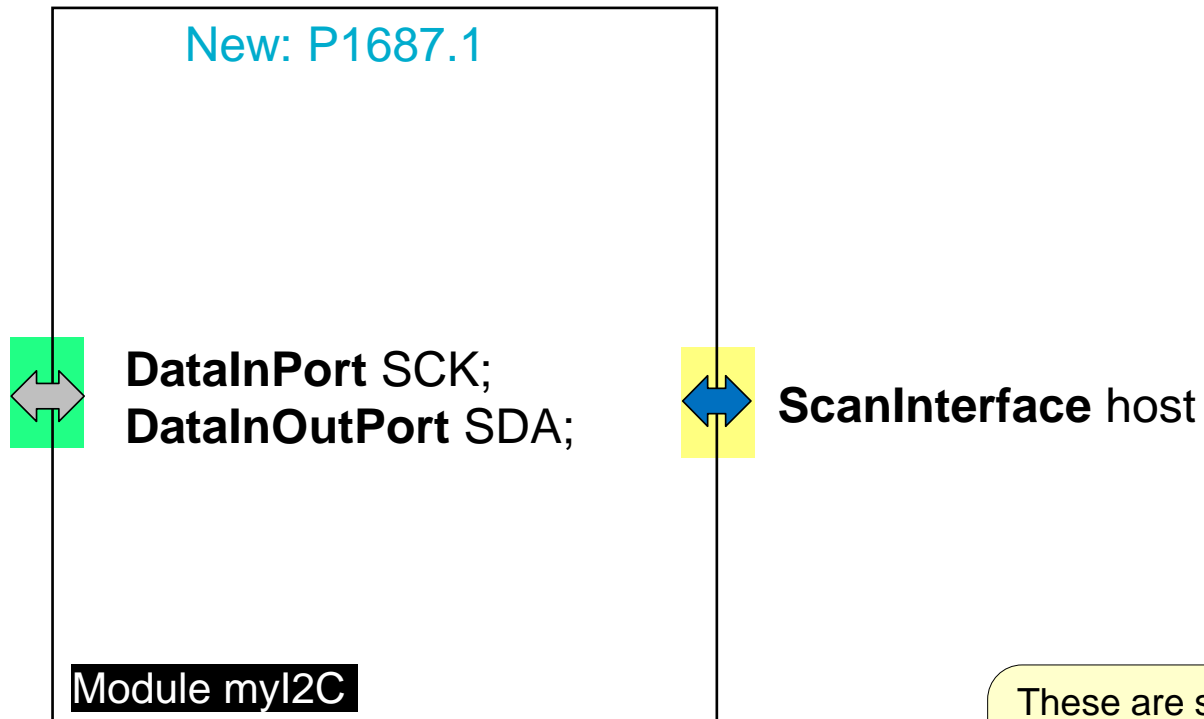 New: P1687.1
DataInPort SCK;
DataInOutPort SDA;
ScanInterface host
Module myI2C
These are s